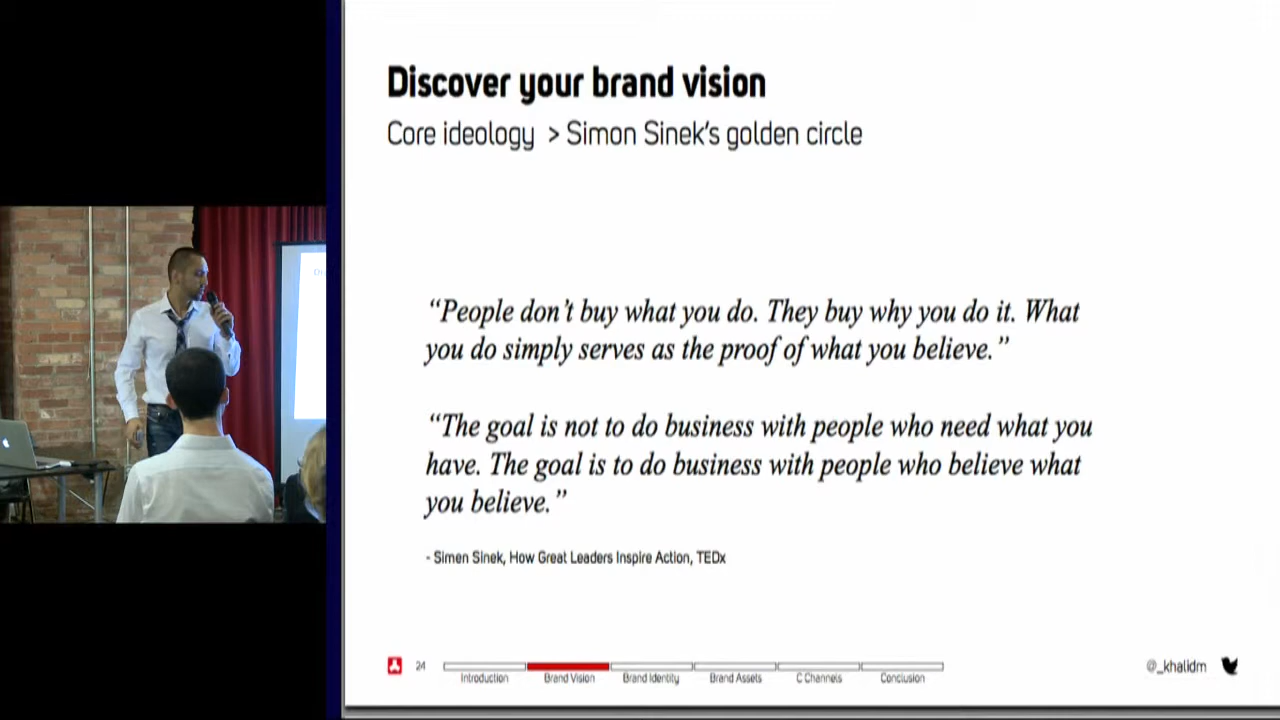 Discover your brand vision
Core ideology > Simon Sinek's golden circle
“People don’t buy what you do. They buy why you do it. What
you do simply serves as the proof of what you believe.”
“The goal is not to do business with people who need what you
have. The goal is to do business with people who believe what
you believe.”
- Simen Sinek, How Great Leaders Inspire Action, TEDx
24
Introduction
Brand Vision
Brand Identity
Brand Assets
C Channels
Conclusion
@_khalidm